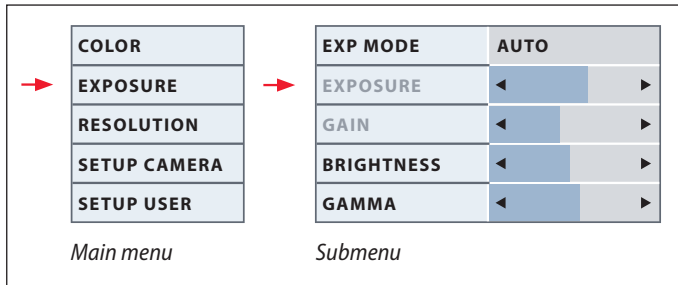 COLOR
EXPOSURE
RESOLUTION
SETUP CAMERA
SETUP USER
Main menu
EXP MODE AUTO
EXPOSURE
GAIN
BRIGHTNESS
GAMMA
Submenu